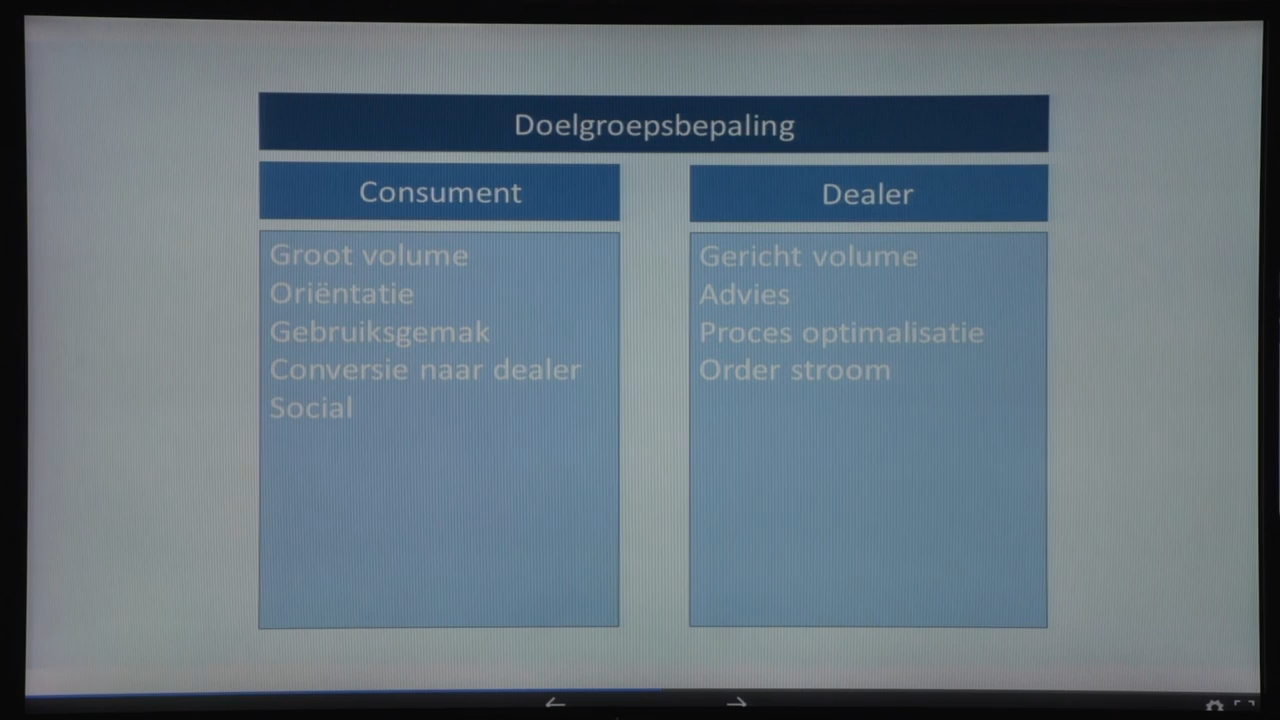 Doelgroepsbepaling
Consument
Groot volume
Oriëntatie
Gebruiksgemak
Conversie naar dealer
Social
Dealer
Gericht volume
Advies
Proces optimalisatie
Order stroom